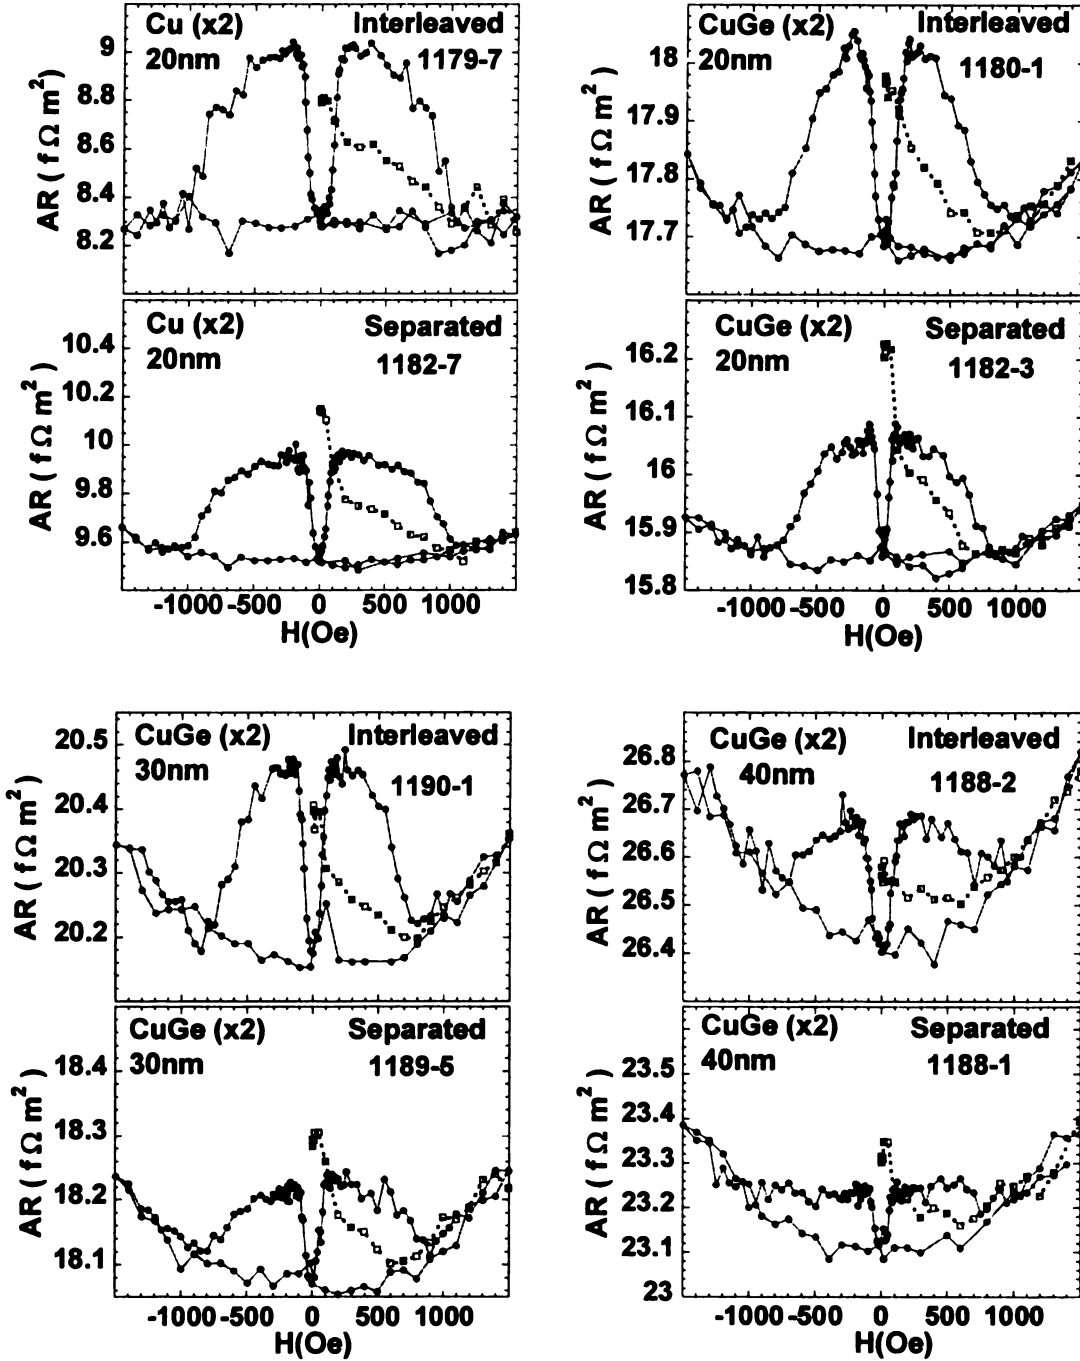 Cu (x2) Interleaved
20nm 1179-7
9
8.8
8.6
8.4
8.2
AR ( f Ω m²)
CuGe (x2) Interleaved
20nm 1180-1
18
17.9
17.8
17.7
AR ( f Ω m²)
Cu (x2) Separated
20nm 1182-7
10.4
10.2
10
9.8
9.6
AR ( f Ω m²)
-1000 -500 0 500 1000
H(Oe)
CuGe (x2) Separated
20nm 1182-3
16.2
16.1
16
15.9
15.8
AR ( f Ω m²)
-1000 -500 0 500 1000
H(Oe)
CuGe (x2) Interleaved
30nm 1190-1
20.5
20.4
20.3
20.2
AR ( f Ω m²)
CuGe (x2) Interleaved
40nm 1188-2
26.8
26.7
26.6
26.5
26.4
AR ( f Ω m²)
CuGe (x2) Separated
30nm 1189-5
18.4
18.3
18.2
18.1
AR ( f Ω m²)
-1000 -500 0 500 1000
H(Oe)
CuGe (x2) Separated
40nm 1188-1
23.5
23.4
23.3
23.2
23.1
23
AR ( f Ω m²)
-1000 -500 0 500 1000
H(Oe)